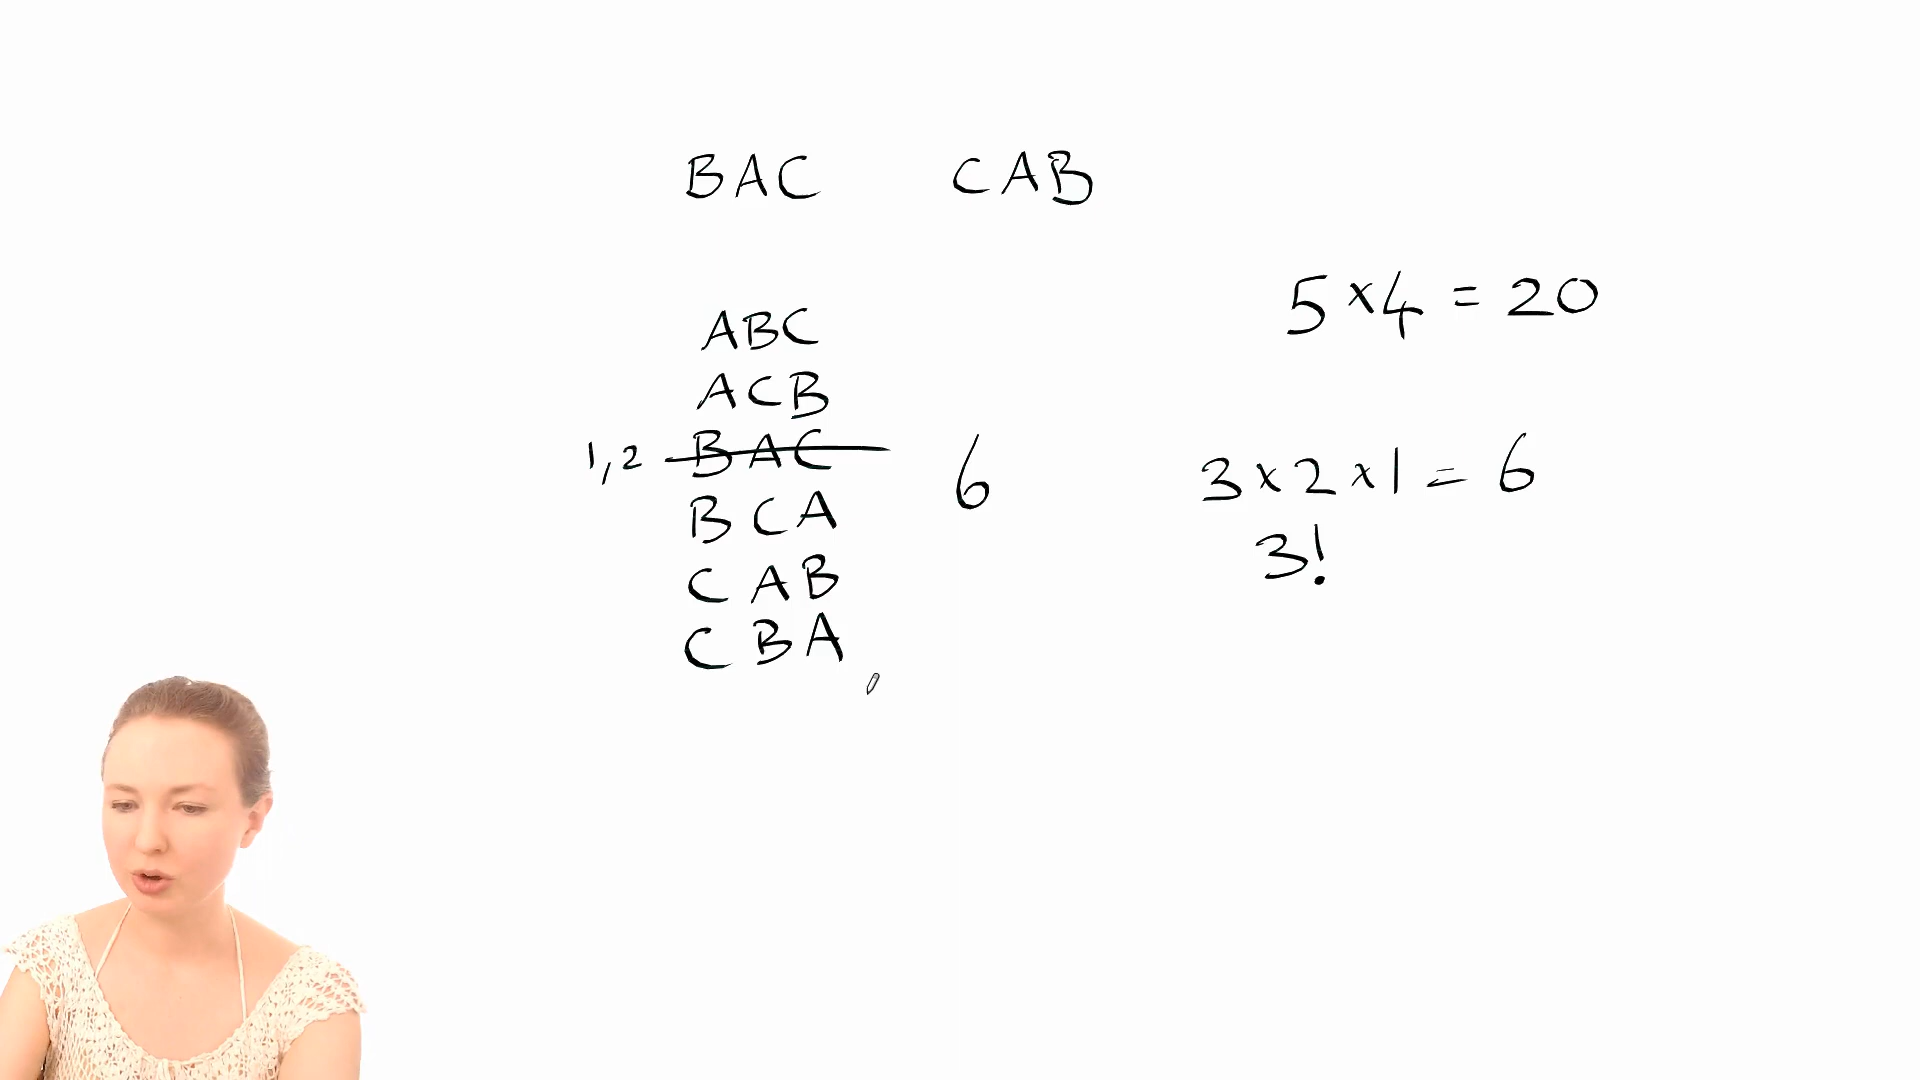 BAC CAB
5 × 4 = 20
ABC
ACB
1,2 BAC
6
3 × 2 × 1 = 6
BCA
3!
CAB
CBA